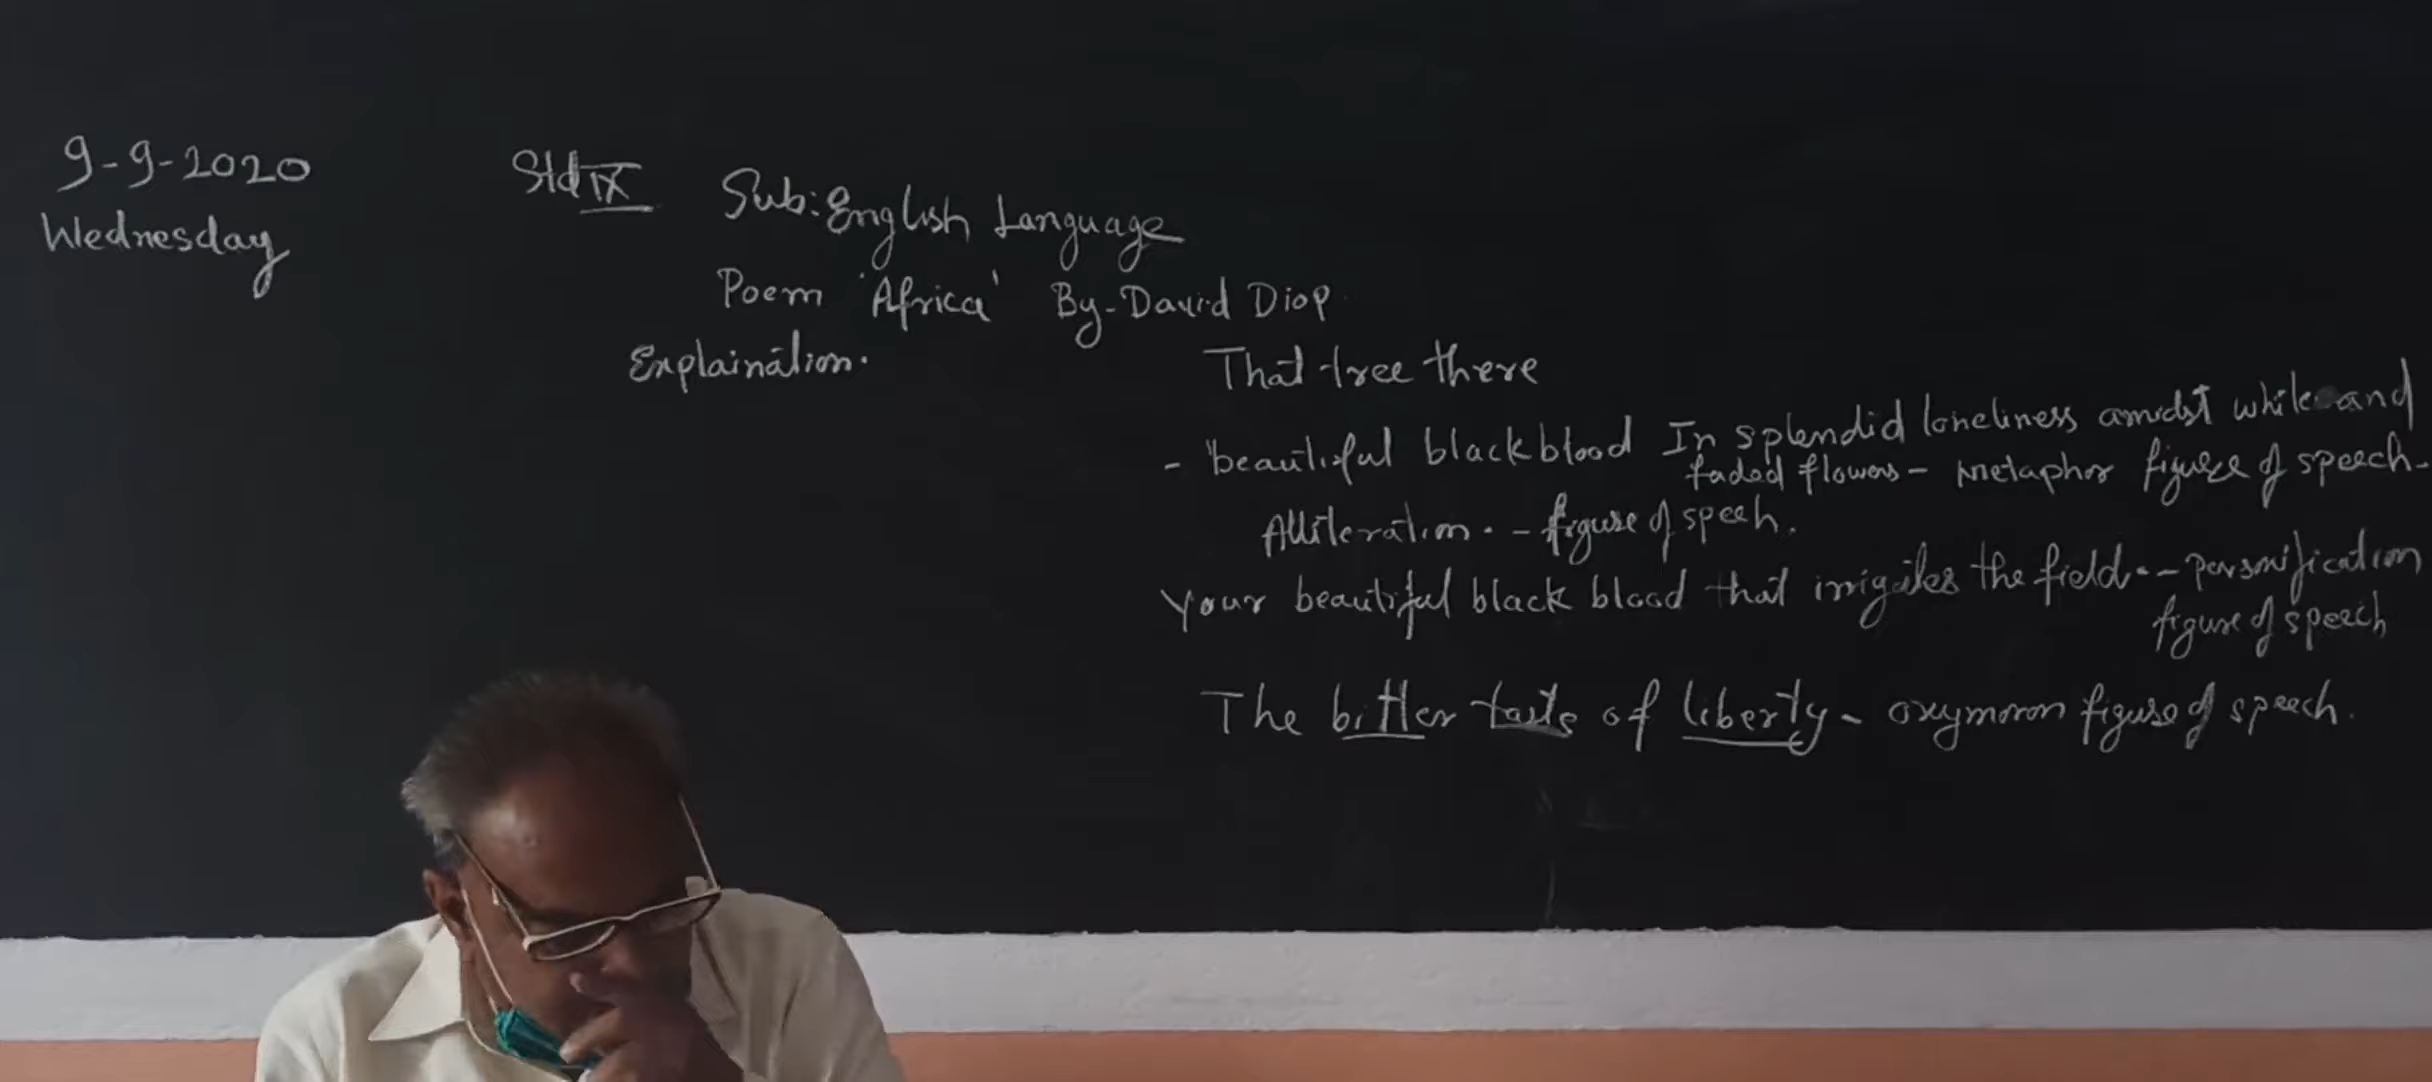 9-9-2020
Wednesday
Std IX
Sub: English Language
Poem 'Africa' By-David Diop
Explaination.
That tree there
- "beautiful black blood In splendid loneliness amidst white and
faded flowers - Metaphor figure of speech-
Alliteration. - figure of speeh.
Your beautiful black blood that irrigates the field. - personification
figure of speech
The bitter taste of liberty - oxymoron figure of speech.